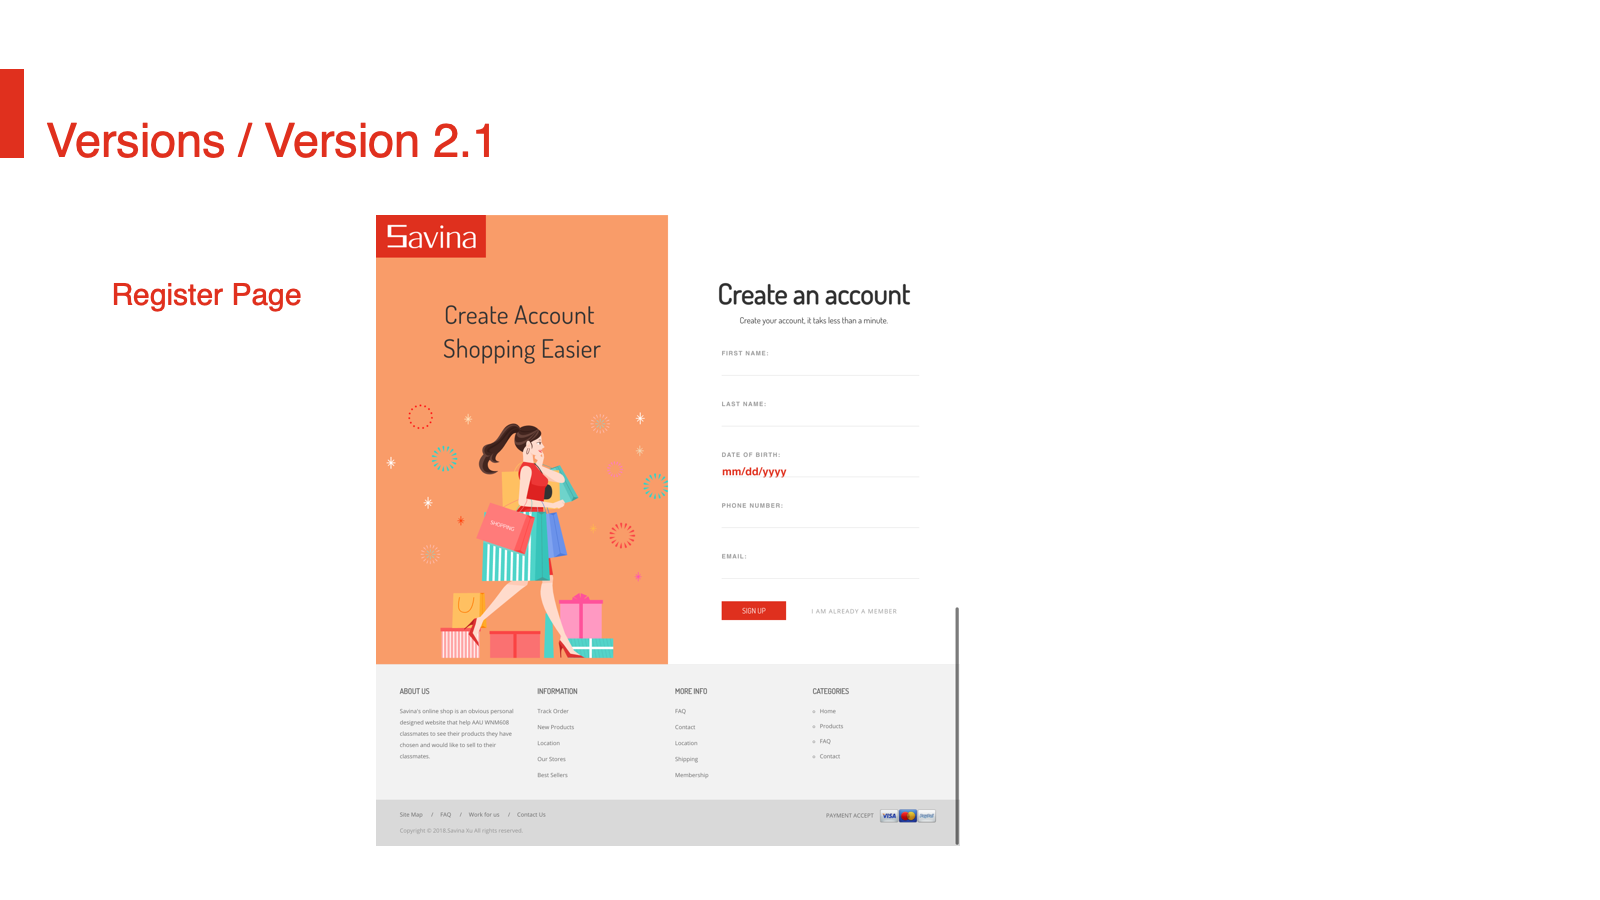 Versions / Version 2.1
Register Page
Savina
Create Account
Shopping Easier
SHOPPING
Create an account
Create your account, it taks less than a minute.
FIRST NAME:
LAST NAME:
DATE OF BIRTH:
mm/dd/yyyy
PHONE NUMBER:
EMAIL:
SIGN UP
I AM ALREADY A MEMBER
ABOUT US
Savina's online shop is an obvious personal
designed website that help AAU WNM608
classmates to see their products they have
chosen and would like to sell to their
classmates.
INFORMATION
Track Order
New Products
Location
Our Stores
Best Sellers
MORE INFO
FAQ
Contact
Location
Shipping
Membership
CATEGORIES
Home
Products
FAQ
Contact
Site Map / FAQ / Work for us / Contact Us
Copyright © 2018.Savina Xu All rights reserved.
PAYMENT ACCEPT
VISA